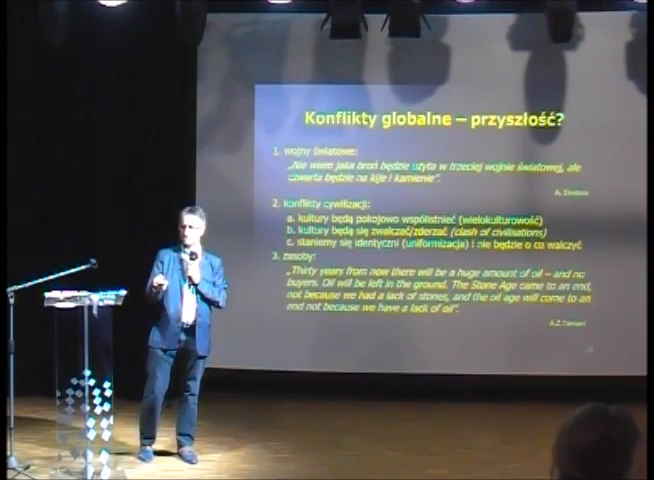 Konflikty globalne – przyszłość?
1. wojny światowe:
„Nie wiem jaka broń będzie użyta w trzeciej wojnie światowej, ale
czwarta będzie na kije i kamienie”.
A. Einstein
2. konflikty cywilizacji:
a. kultury będą pokojowo współistnieć (wielokulturowość)
b. kultury będą się zwalczać/zderzać (clash of civilisations)
c. staniemy się identyczni (uniformizacja) i nie będzie o co walczyć
3. zasoby:
„Thirty years from now there will be a huge amount of oil – and no
buyers. Oil will be left in the ground. The Stone Age came to an end,
not because we had a lack of stones, and the oil age will come to an
end not because we have a lack of oil”.
A.Z.Yamani